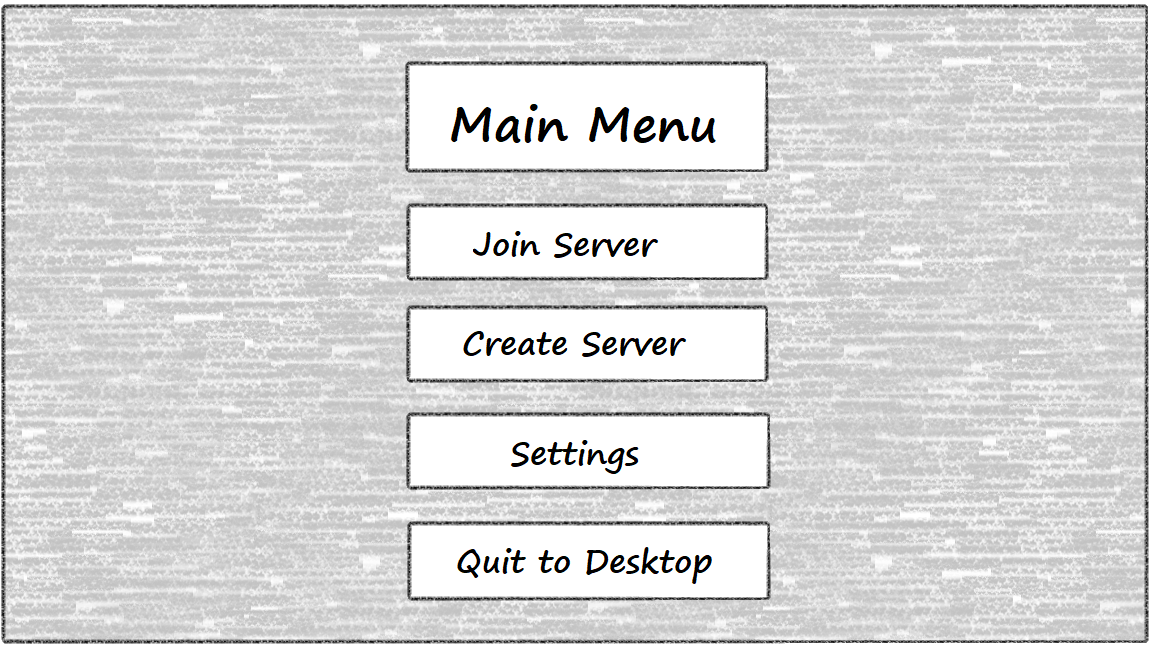 Main Menu
Join Server
Create Server
Settings
Quit to Desktop